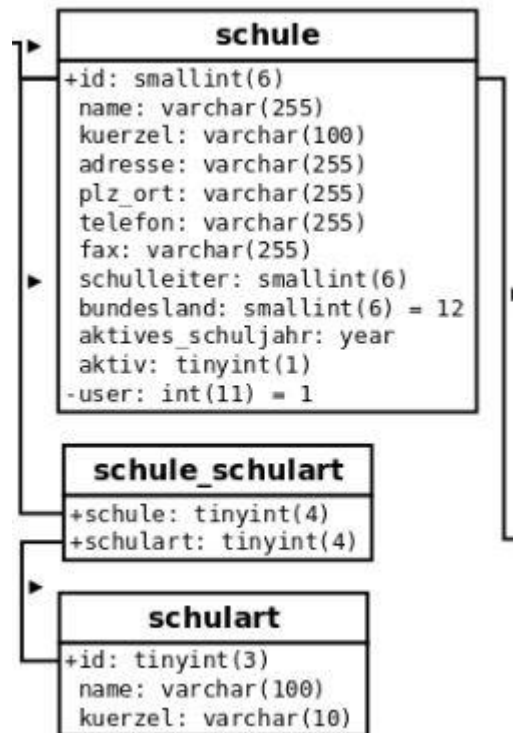 schule
+id: smallint(6)
name: varchar(255)
kuerzel: varchar(100)
adresse: varchar(255)
plz_ort: varchar(255)
telefon: varchar(255)
fax: varchar(255)
schulleiter: smallint(6)
bundesland: smallint(6) = 12
aktives_schuljahr: year
aktiv: tinyint(1)
-user: int(11) = 1
schule_schulart
+schule: tinyint(4)
+schulart: tinyint(4)
schulart
+id: tinyint(3)
name: varchar(100)
kuerzel: varchar(10)